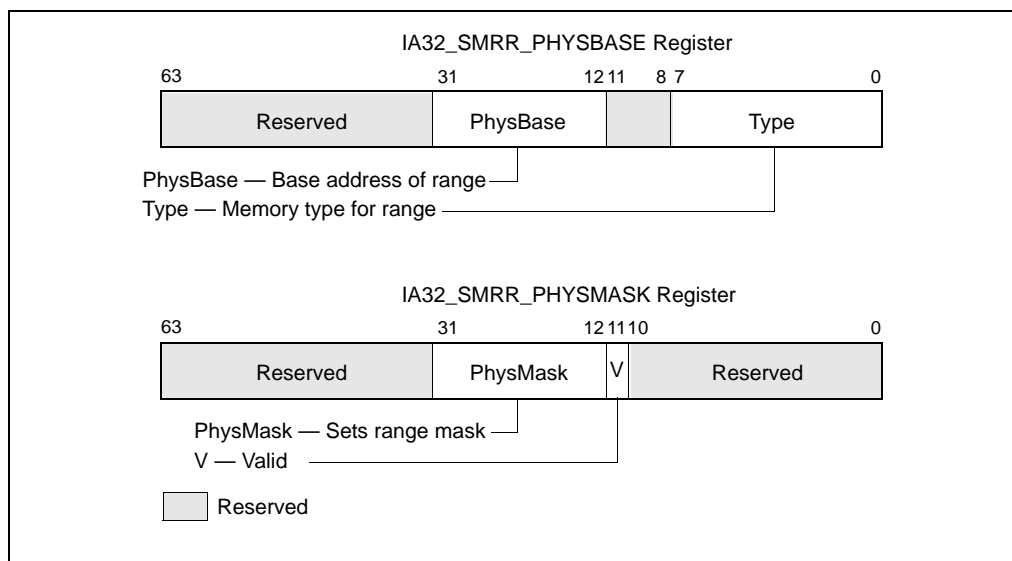 IA32_SMRR_PHYSBASE Register
63 31 12 11 8 7 0
Reserved PhysBase Type
PhysBase — Base address of range
Type — Memory type for range
IA32_SMRR_PHYSMASK Register
63 31 12 11 10 0
Reserved PhysMask V Reserved
PhysMask — Sets range mask
V — Valid
Reserved